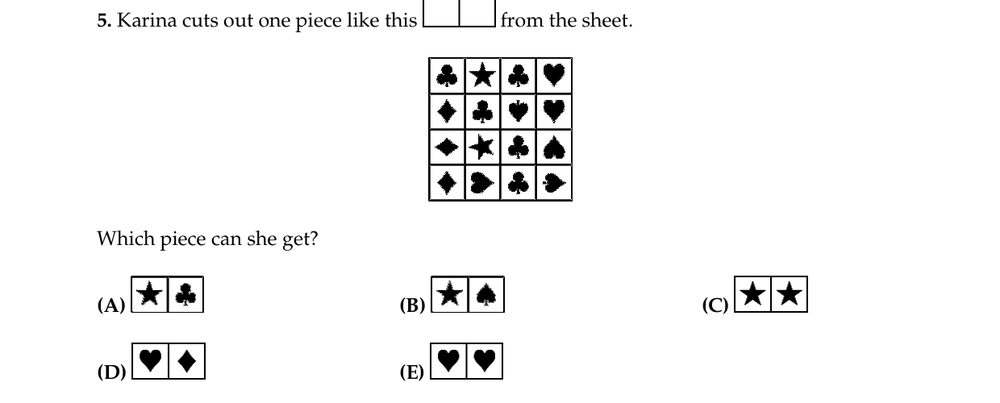 5. Karina cuts out one piece like this from the sheet.
Which piece can she get?
(A) (B) (C)
(D) (E)